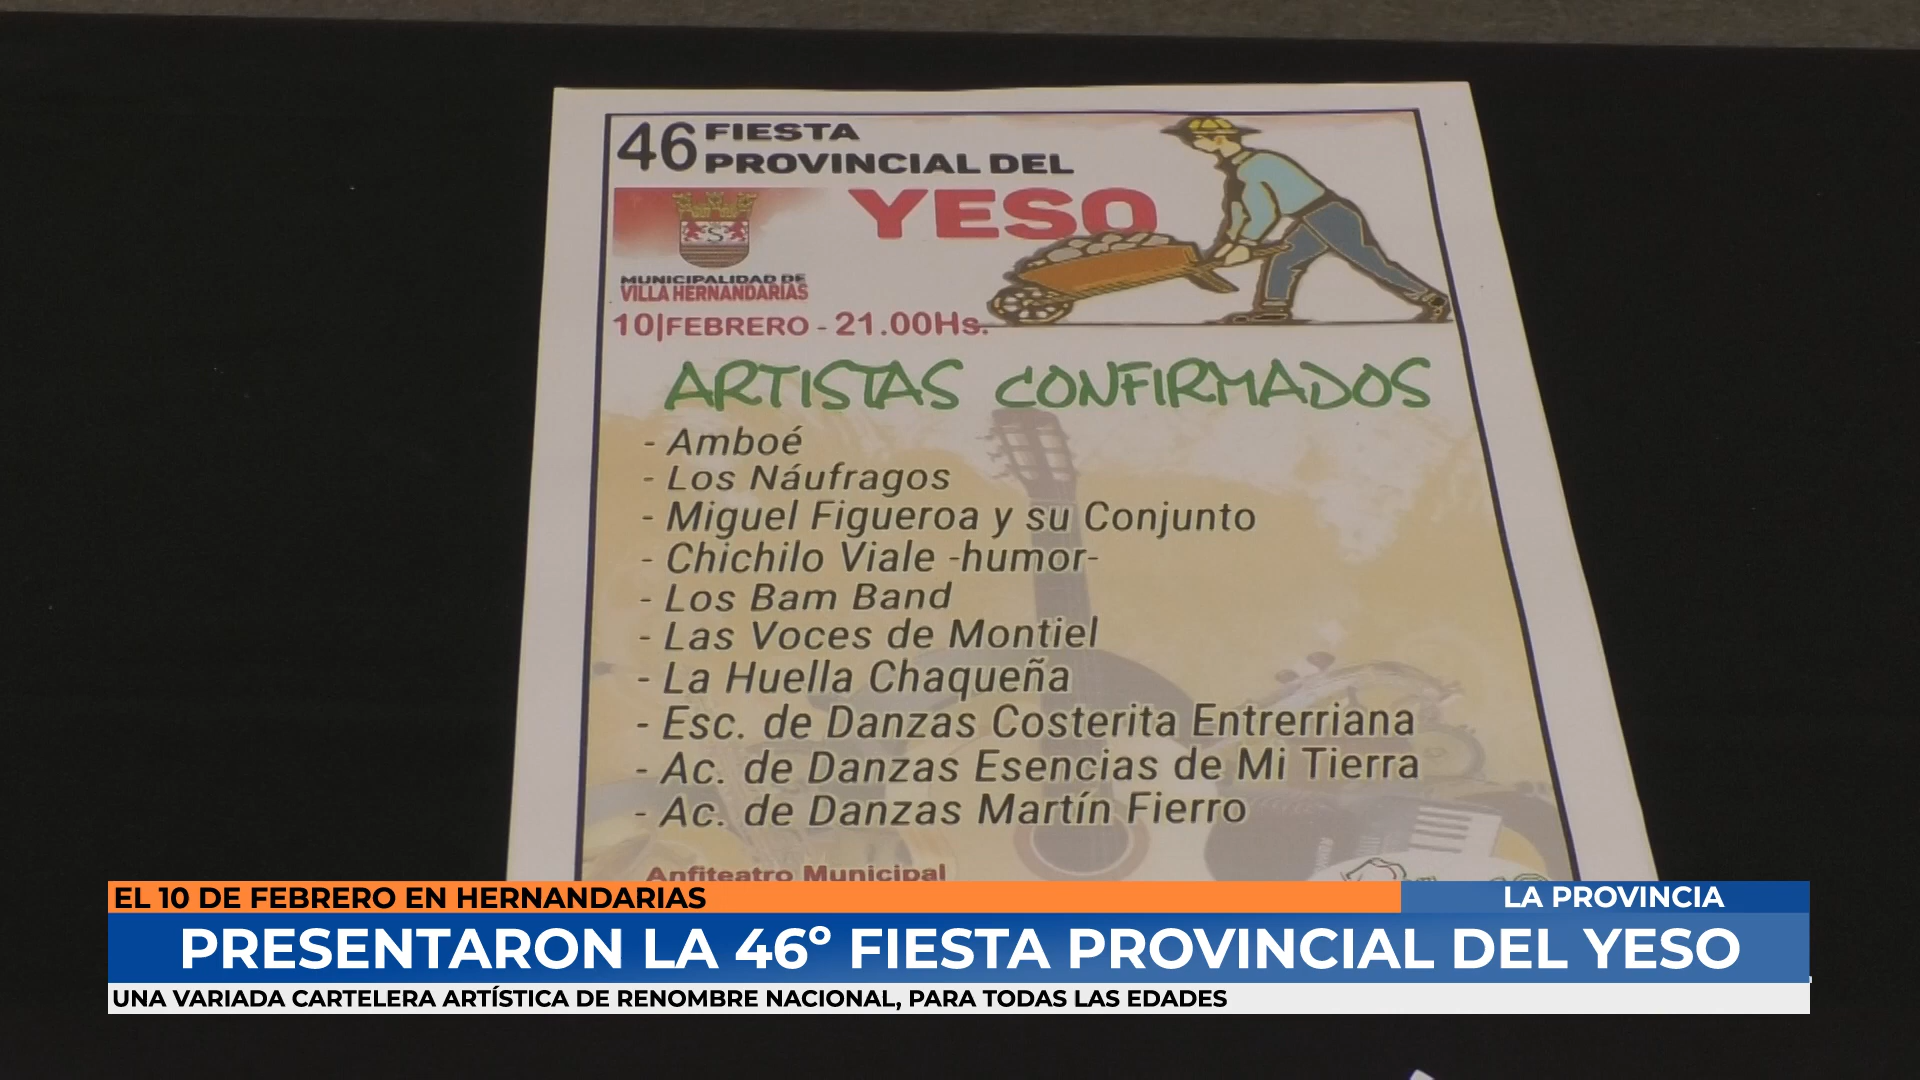 46 FIESTA
PROVINCIAL DEL
YESO
MUNICIPALIDAD DE
VILLA HERNANDARIAS
10|FEBRERO - 21.00Hs.
ARTISTAS CONFIRMADOS
- Amboé
- Los Náufragos
- Miguel Figueroa y su Conjunto
- Chichilo Viale -humor-
- Los Bam Band
- Las Voces de Montiel
- La Huella Chaqueña
- Esc. de Danzas Costerita Entrerriana
- Ac. de Danzas Esencias de Mi Tierra
- Ac. de Danzas Martín Fierro
Anfiteatro Municipal
EL 10 DE FEBRERO EN HERNANDARIAS
LA PROVINCIA
PRESENTARON LA 46º FIESTA PROVINCIAL DEL YESO
UNA VARIADA CARTELERA ARTÍSTICA DE RENOMBRE NACIONAL, PARA TODAS LAS EDADES